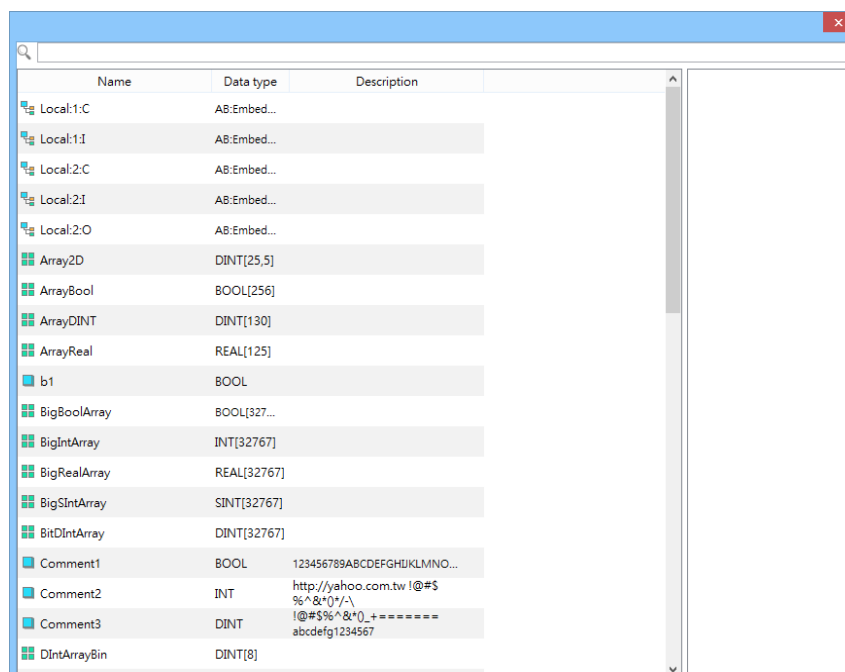 Name Data type Description
Local:1:C AB:Embed...
Local:1:I AB:Embed...
Local:2:C AB:Embed...
Local:2:I AB:Embed...
Local:2:O AB:Embed...
Array2D DINT[25,5]
ArrayBool BOOL[256]
ArrayDINT DINT[130]
ArrayReal REAL[125]
b1 BOOL
BigBoolArray BOOL[327...
BigIntArray INT[32767]
BigRealArray REAL[32767]
BigSIntArray SINT[32767]
BitDIntArray DINT[32767]
Comment1 BOOL 123456789ABCDEFGHIJKLMNO...
Comment2 INT http://yahoo.com.tw !@#$
%^&*()*/-\
Comment3 DINT !@#$%^&*()_+=======
abcdefg1234567
DIntArrayBin DINT[8]